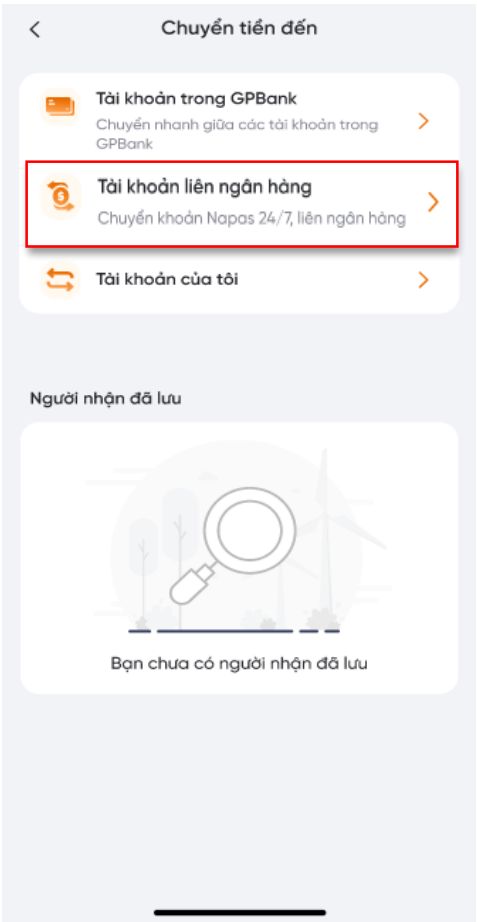 Chuyển tiền đến
Tài khoản trong GPBank
Chuyển nhanh giữa các tài khoản trong
GPBank
Tài khoản liên ngân hàng
Chuyển khoản Napas 24/7, liên ngân hàng
Tài khoản của tôi
Người nhận đã lưu
Bạn chưa có người nhận đã lưu